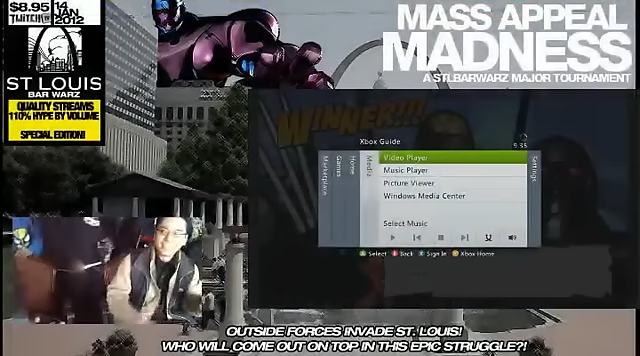 $8.95
TWITCH TV
14
JAN
2012
ST LOUIS
BAR WARZ
QUALITY STREAMS
110% HYPE BY VOLUME
SPECIAL EDITION!
MASS APPEAL
MADNESS
A STLBARWARZ MAJOR TOURNAMENT
WINNER!!!
Xbox Guide
Marketplace
Games
Home
Media
Video Player
Music Player
Picture Viewer
Windows Media Center
Select Music
Settings
A Select B Back X Sign In Y Xbox Home
OUTSIDE FORCES INVADE ST. LOUIS!
WHO WILL COME OUT ON TOP IN THIS EPIC STRUGGLE?!